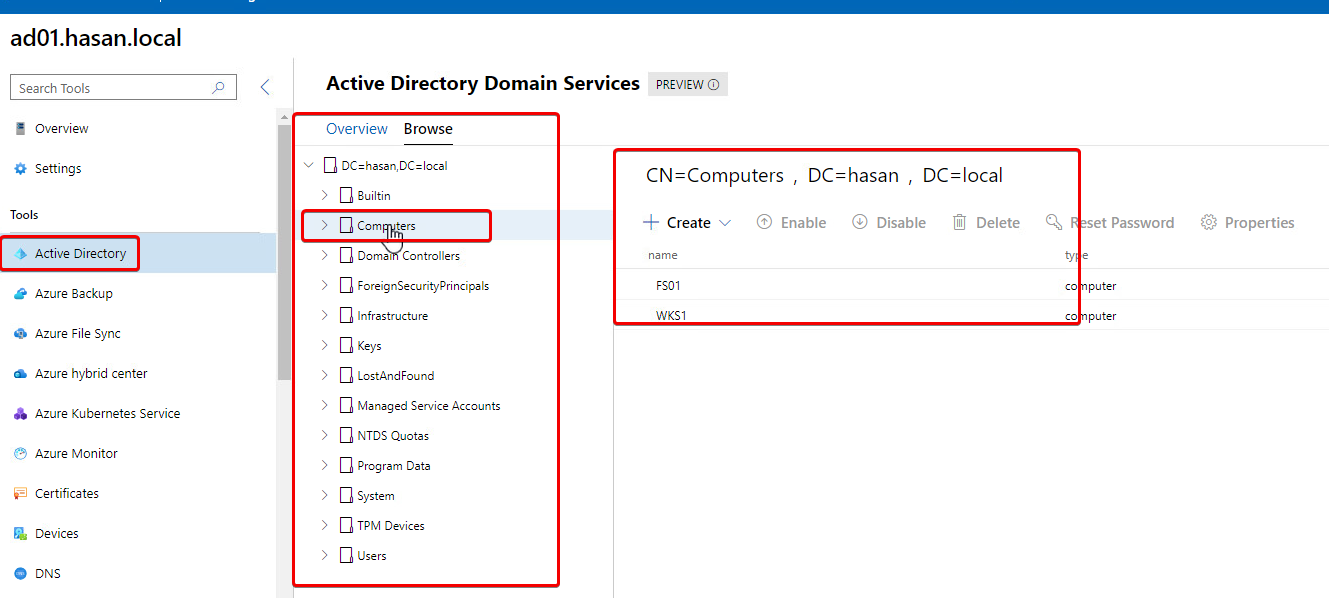 ad01.hasan.local
Search Tools
Overview
Settings
Tools
Active Directory
Azure Backup
Azure File Sync
Azure hybrid center
Azure Kubernetes Service
Azure Monitor
Certificates
Devices
DNS
Active Directory Domain Services PREVIEW
Overview Browse
DC=hasan,DC=local
Builtin
Computers
Domain Controllers
ForeignSecurityPrincipals
Infrastructure
Keys
LostAndFound
Managed Service Accounts
NTDS Quotas
Program Data
System
TPM Devices
Users
CN=Computers , DC=hasan , DC=local
Create Enable Disable Delete Reset Password Properties
name type
FS01 computer
WKS1 computer